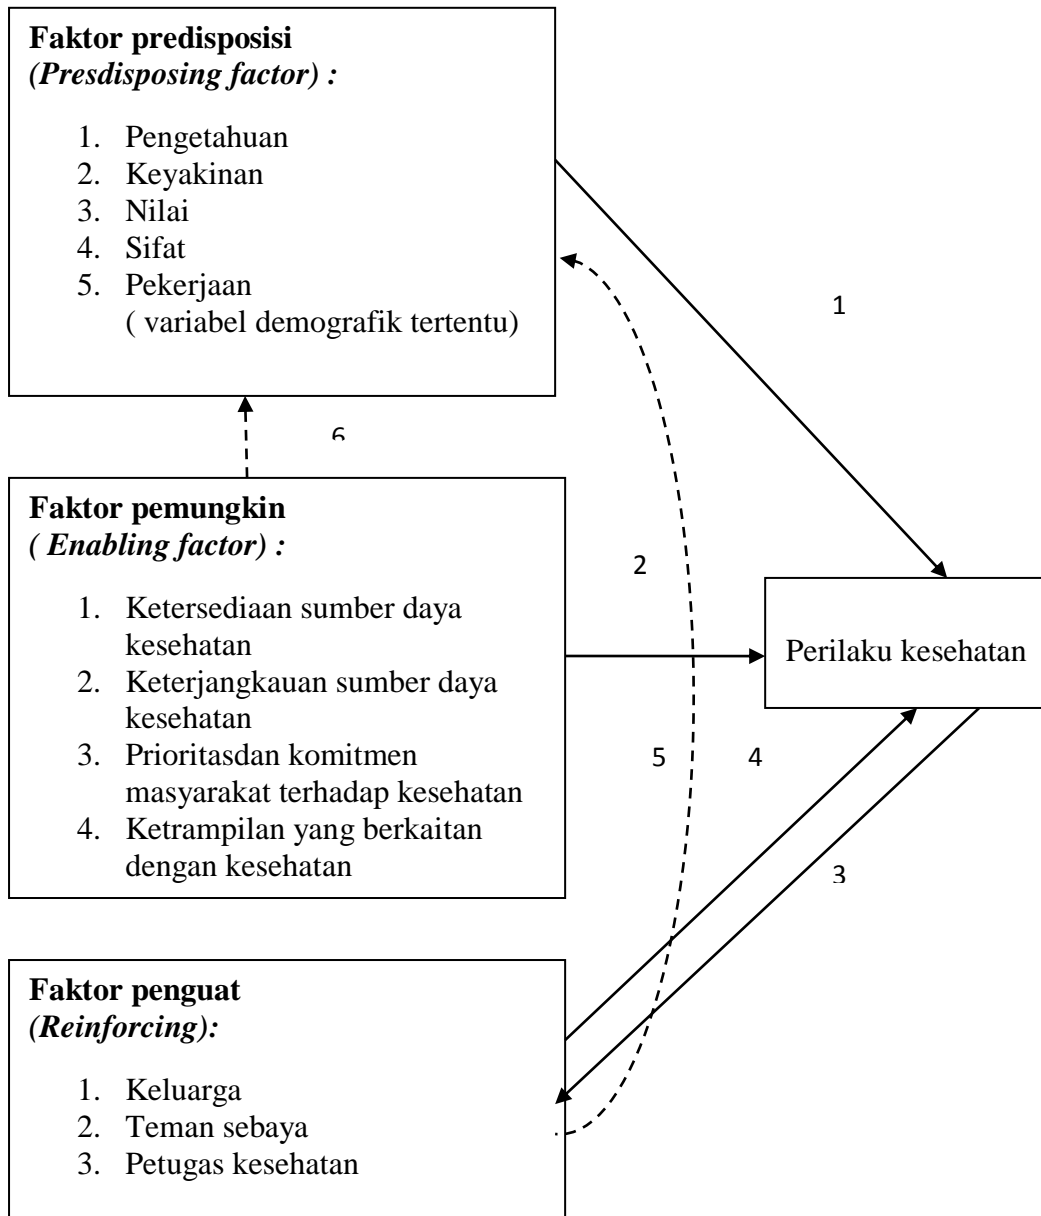 Faktor predisposisi
(Presdisposing factor) :
1. Pengetahuan
2. Keyakinan
3. Nilai
4. Sifat
5. Pekerjaan
( variabel demografik tertentu)
1
6
Faktor pemungkin
( Enabling factor) :
1. Ketersediaan sumber daya
kesehatan
2. Keterjangkauan sumber daya
kesehatan
3. Prioritasdan komitmen
masyarakat terhadap kesehatan
4. Ketrampilan yang berkaitan
dengan kesehatan
2
Perilaku kesehatan
5
4
3
Faktor penguat
(Reinforcing):
1. Keluarga
2. Teman sebaya
3. Petugas kesehatan